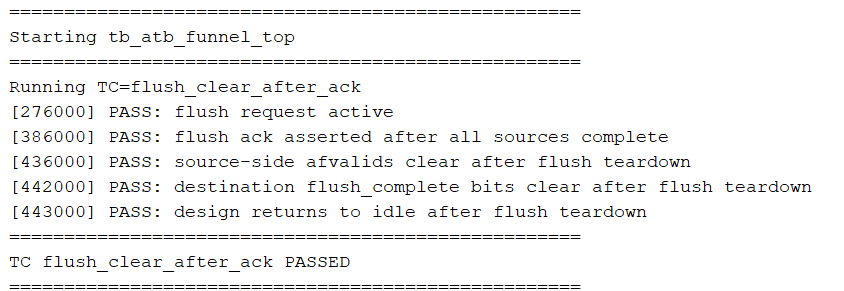 ====================================================
Starting tb_atb_funnel_top
====================================================
Running TC=flush_clear_after_ack
[276000] PASS: flush request active
[386000] PASS: flush ack asserted after all sources complete
[436000] PASS: source-side afvalids clear after flush teardown
[442000] PASS: destination flush_complete bits clear after flush teardown
[443000] PASS: design returns to idle after flush teardown
====================================================
TC flush_clear_after_ack PASSED
====================================================